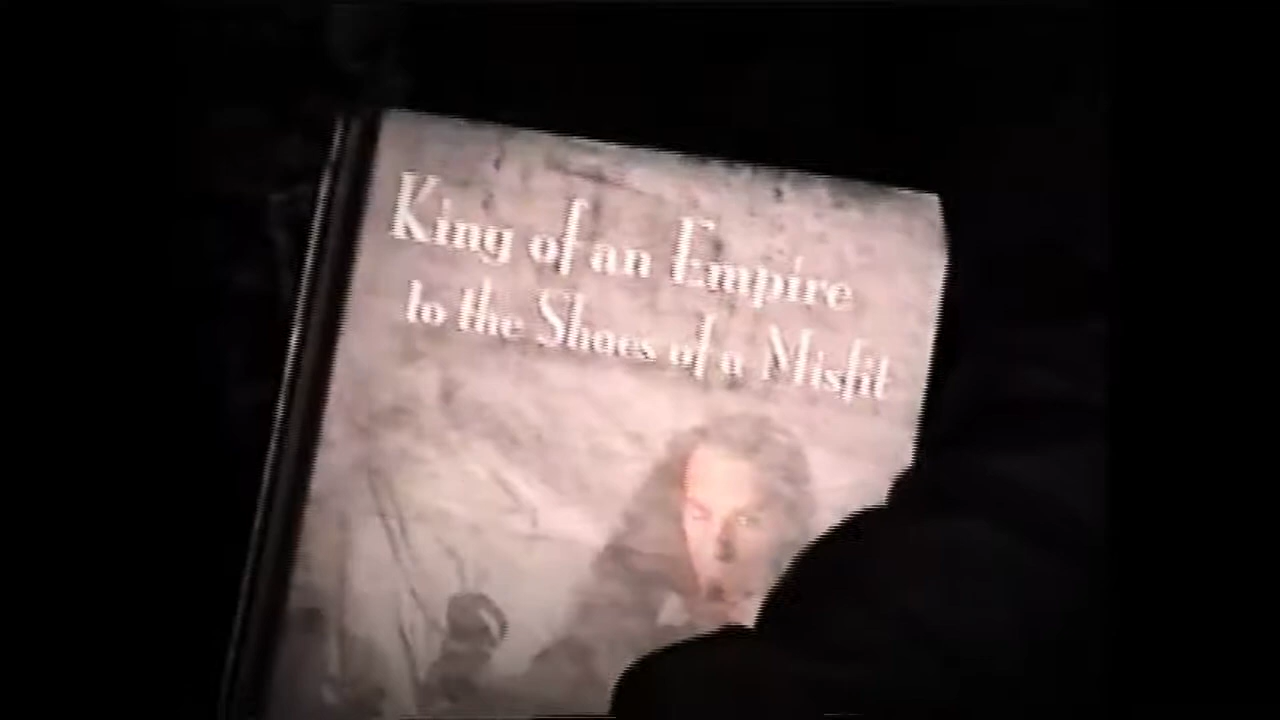 King of an Empire
to the Shoes of a Misfit